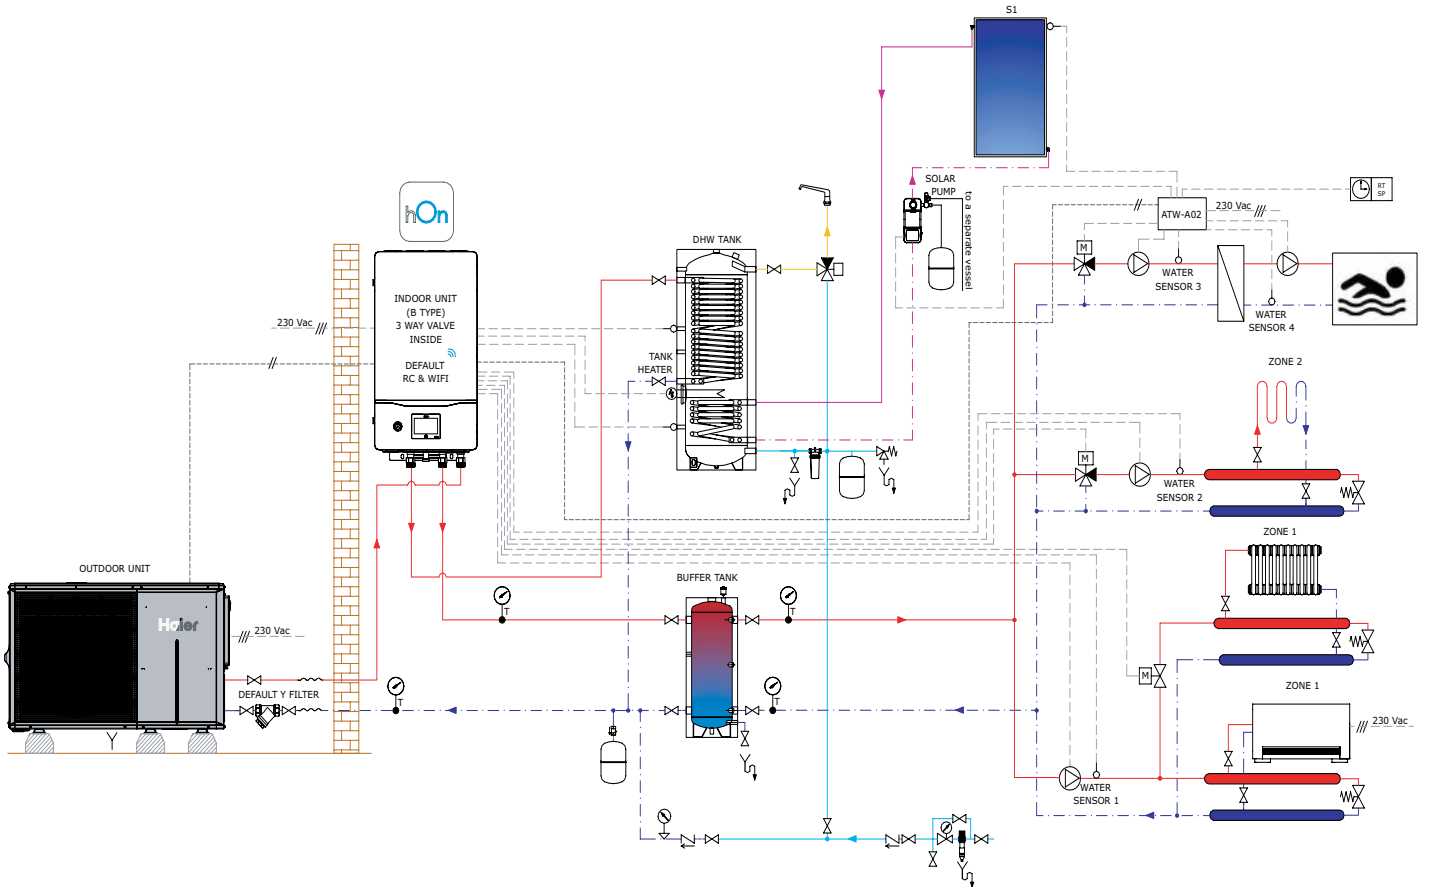 S1
SOLAR
PUMP
to a separate vessel
RT
SP
ATW-A02
230 Vac
M
WATER
SENSOR 3
WATER
SENSOR 4
hOn
DHW TANK
INDOOR UNIT
(B TYPE)
3 WAY VALVE
INSIDE
DEFAULT
RC & WIFI
230 Vac
TANK
HEATER
ZONE 2
M
WATER
SENSOR 2
ZONE 1
OUTDOOR UNIT
Haier
230 Vac
BUFFER TANK
T
T
M
DEFAULT Y FILTER
T
T
ZONE 1
230 Vac
WATER
SENSOR 1